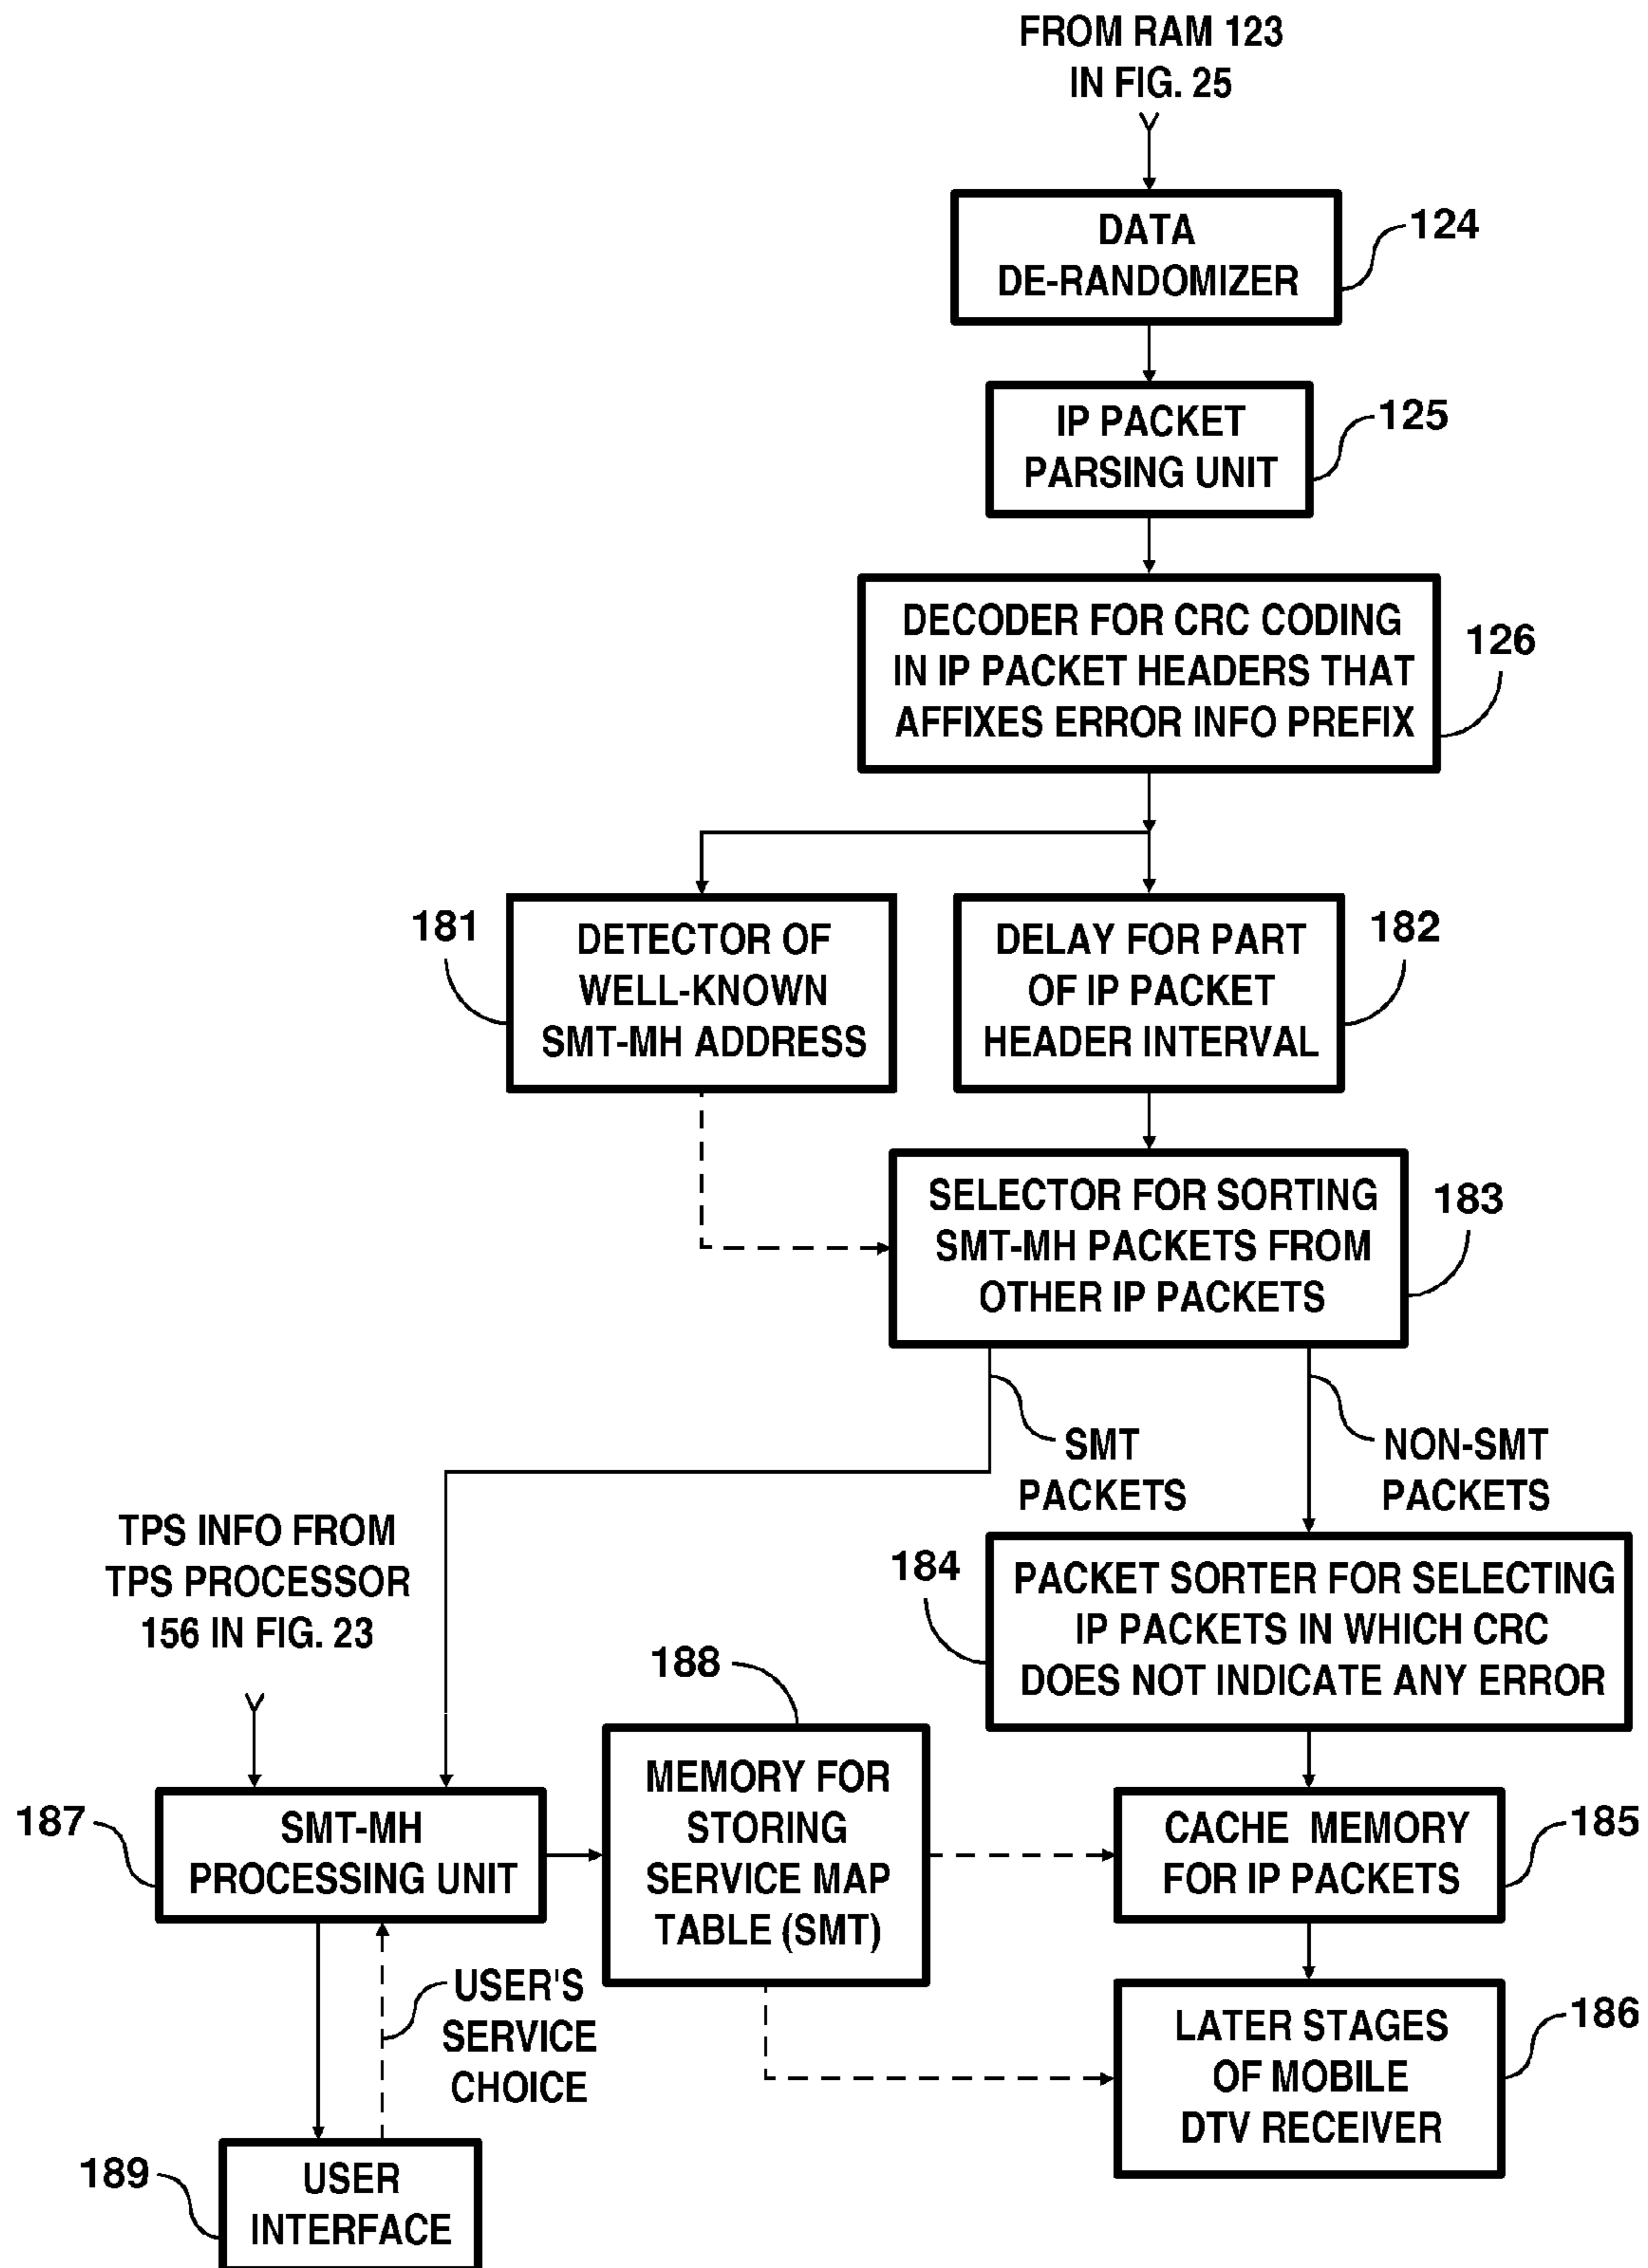 FROM RAM 123
IN FIG. 25
DATA
DE-RANDOMIZER
124
IP PACKET
PARSING UNIT
125
DECODER FOR CRC CODING
IN IP PACKET HEADERS THAT
AFFIXES ERROR INFO PREFIX
126
181
DETECTOR OF
WELL-KNOWN
SMT-MH ADDRESS
DELAY FOR PART
OF IP PACKET
HEADER INTERVAL
182
SELECTOR FOR SORTING
SMT-MH PACKETS FROM
OTHER IP PACKETS
183
SMT
PACKETS
NON-SMT
PACKETS
TPS INFO FROM
TPS PROCESSOR
156 IN FIG. 23
184
PACKET SORTER FOR SELECTING
IP PACKETS IN WHICH CRC
DOES NOT INDICATE ANY ERROR
188
187
SMT-MH
PROCESSING UNIT
MEMORY FOR
STORING
SERVICE MAP
TABLE (SMT)
CACHE MEMORY
FOR IP PACKETS
185
USER'S
SERVICE
CHOICE
LATER STAGES
OF MOBILE
DTV RECEIVER
186
189
USER
INTERFACE